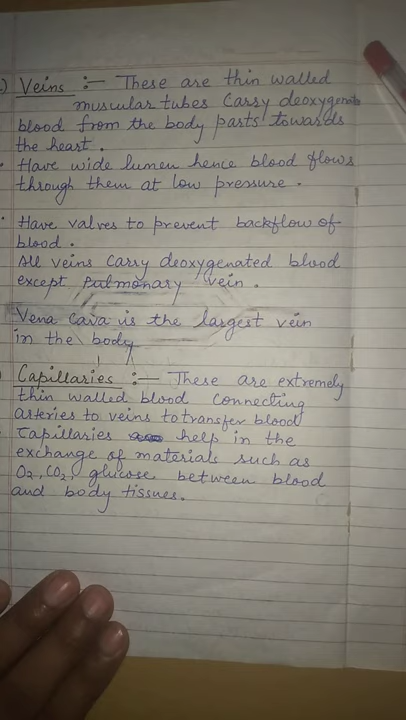 ) Veins :- These are thin walled
muscular tubes Carry deoxygenate
blood from the body parts towards
the heart.
• Have wide lumen hence blood flows
through them at low pressure.
• Have valves to prevent backflow of
blood.
All veins Carry deoxygenated blood
except Pulmonary vein.
Vena Cava is the largest vein
in the body
) Capillaries :- These are extremely
thin walled blood connecting
arteries to veins to transfer blood
Capillaries help in the
exchange of materials such as
O2, CO2, glucose between blood
and body tissues.